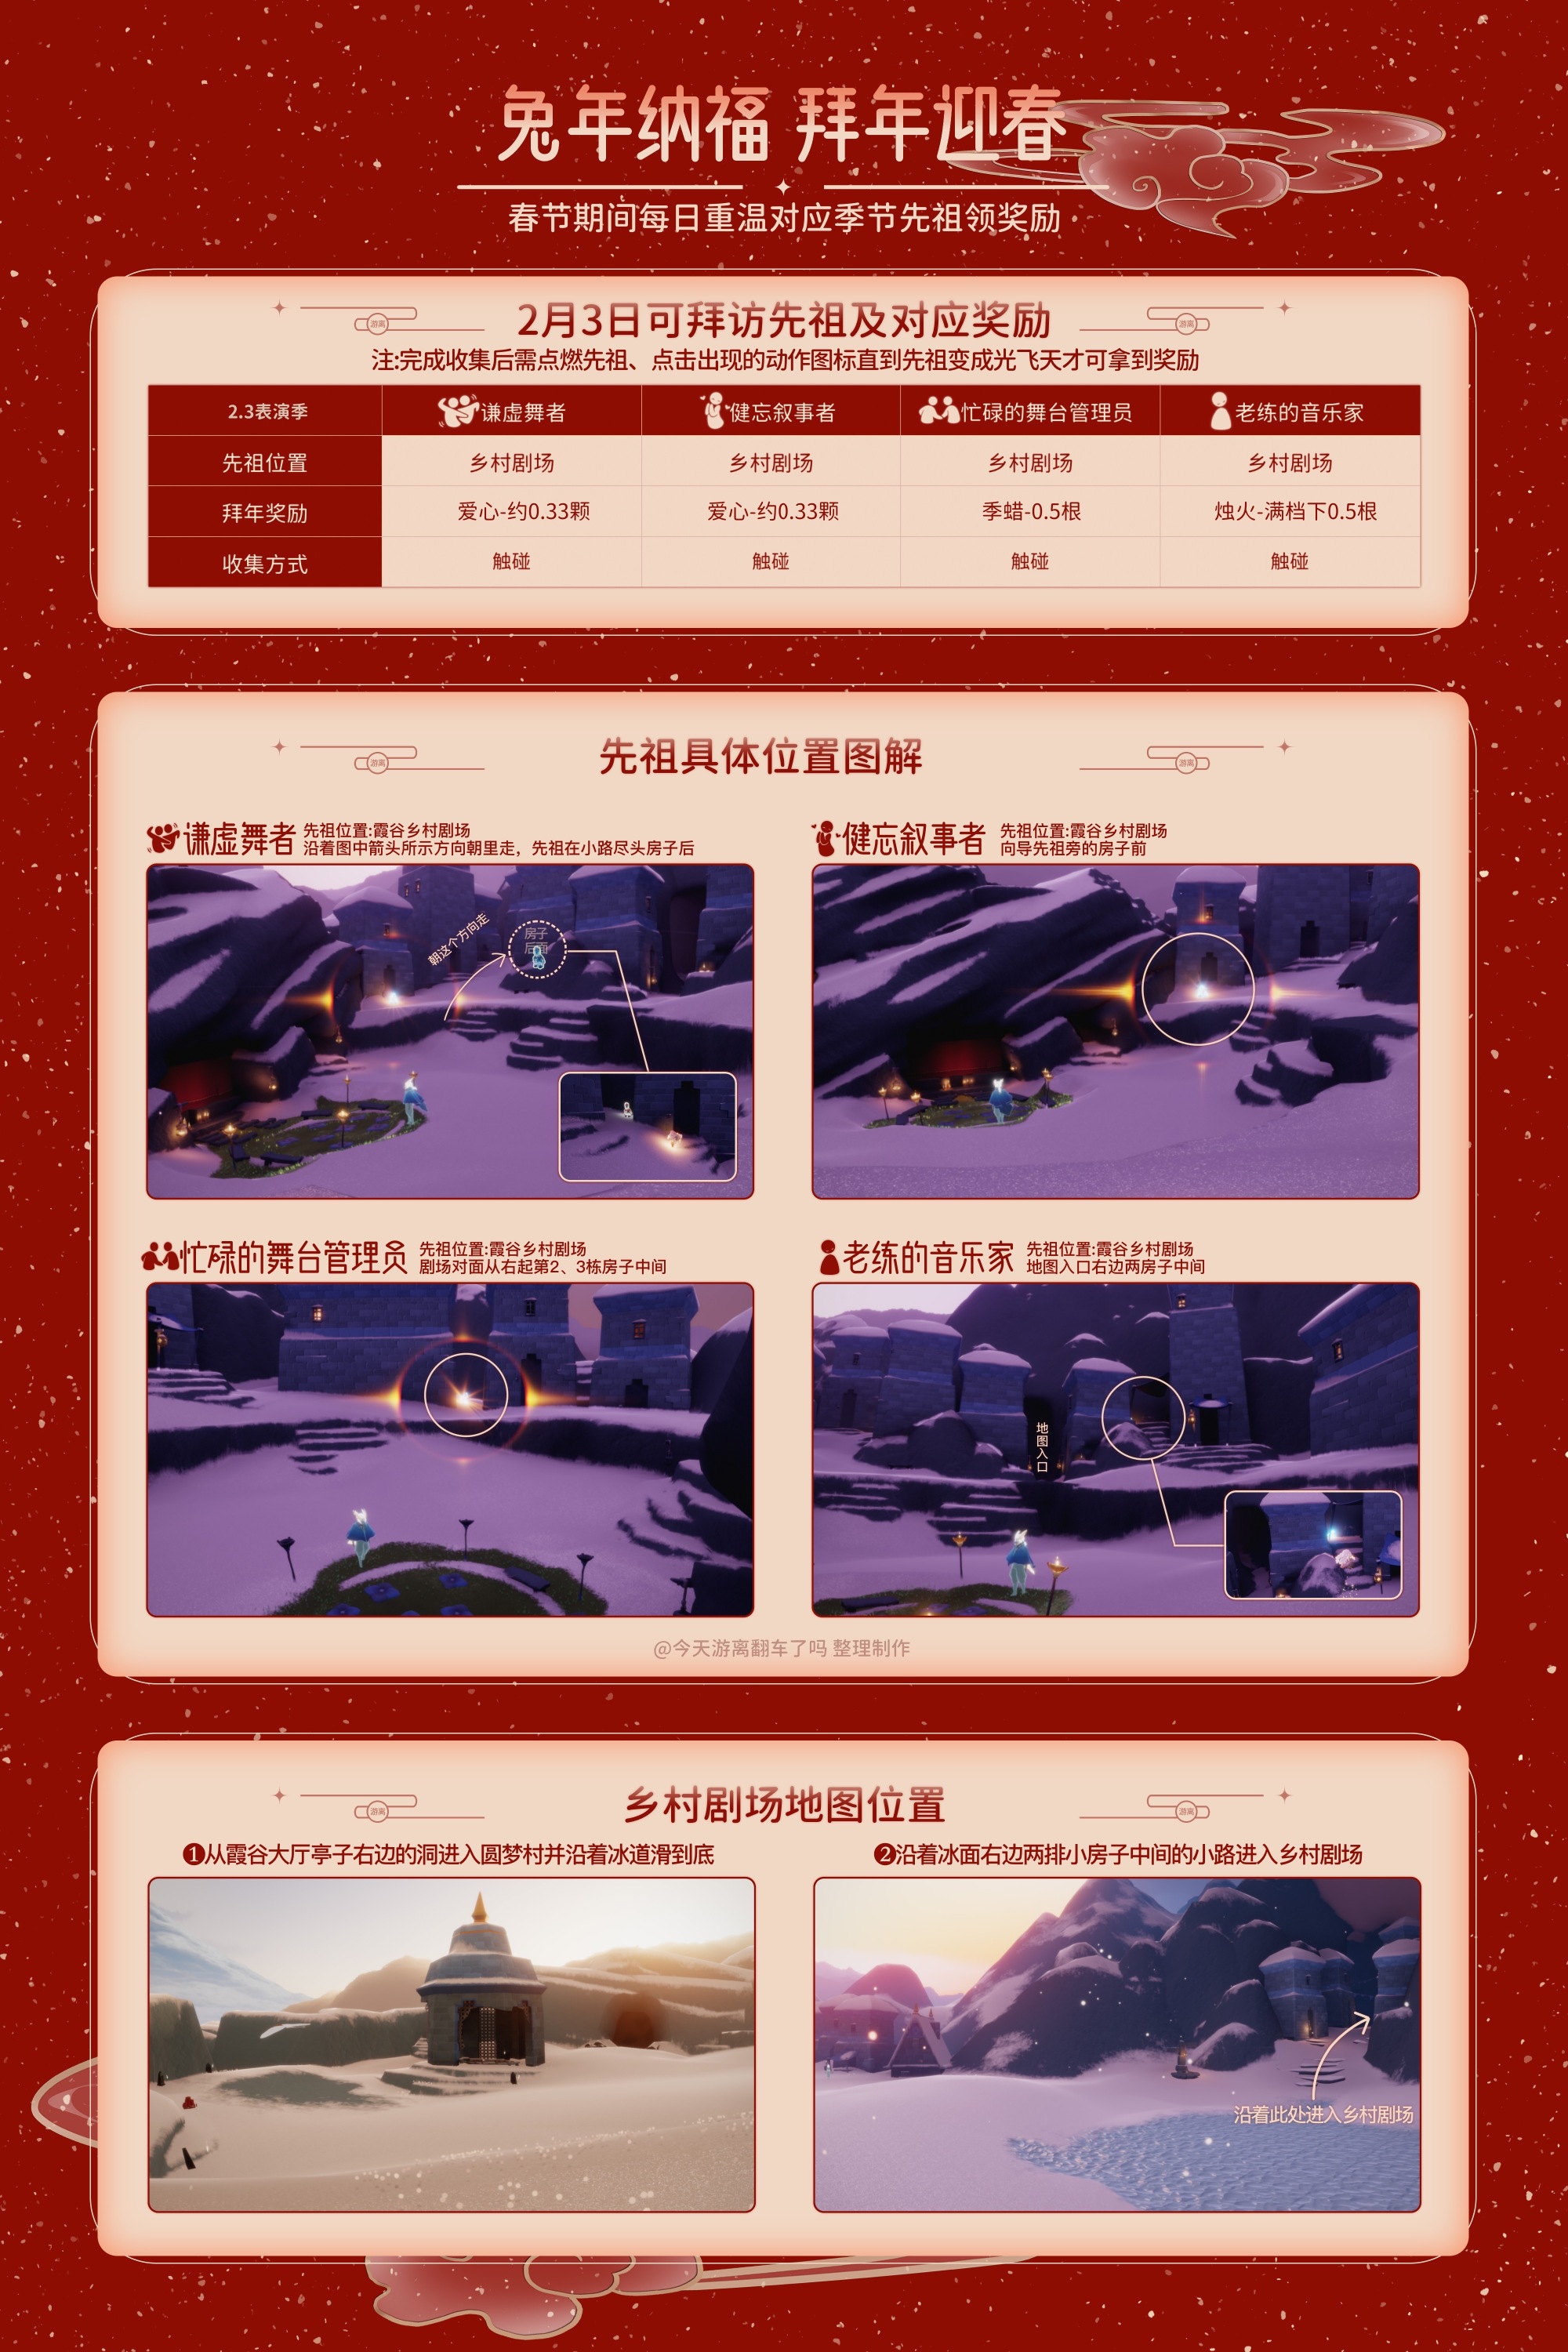 兔年纳福 拜年迎春
春节期间每日重温对应季节先祖领奖励
游离
2月3日可拜访先祖及对应奖励
游离
注:完成收集后需点燃先祖、点击出现的动作图标直到先祖变成光飞天才可拿到奖励
2.3表演季 谦虚舞者 健忘叙事者 忙碌的舞台管理员 老练的音乐家
先祖位置 乡村剧场 乡村剧场 乡村剧场 乡村剧场
拜年奖励 爱心-约0.33颗 爱心-约0.33颗 季蜡-0.5根 烛火-满档下0.5根
收集方式 触碰 触碰 触碰 触碰
游离
先祖具体位置图解
游离
谦虚舞者
先祖位置:霞谷乡村剧场
沿着图中箭头所示方向朝里走，先祖在小路尽头房子后
朝这个方向走
房子
后面
健忘叙事者
先祖位置:霞谷乡村剧场
向导先祖旁的房子前
忙碌的舞台管理员
先祖位置:霞谷乡村剧场
剧场对面从右起第2、3栋房子中间
老练的音乐家
先祖位置:霞谷乡村剧场
地图入口右边两房子中间
地图入口
@今天游离翻车了吗 整理制作
游离
乡村剧场地图位置
游离
❶从霞谷大厅亭子右边的洞进入圆梦村并沿着冰道滑到底
❷沿着冰面右边两排小房子中间的小路进入乡村剧场
沿着此处进入乡村剧场